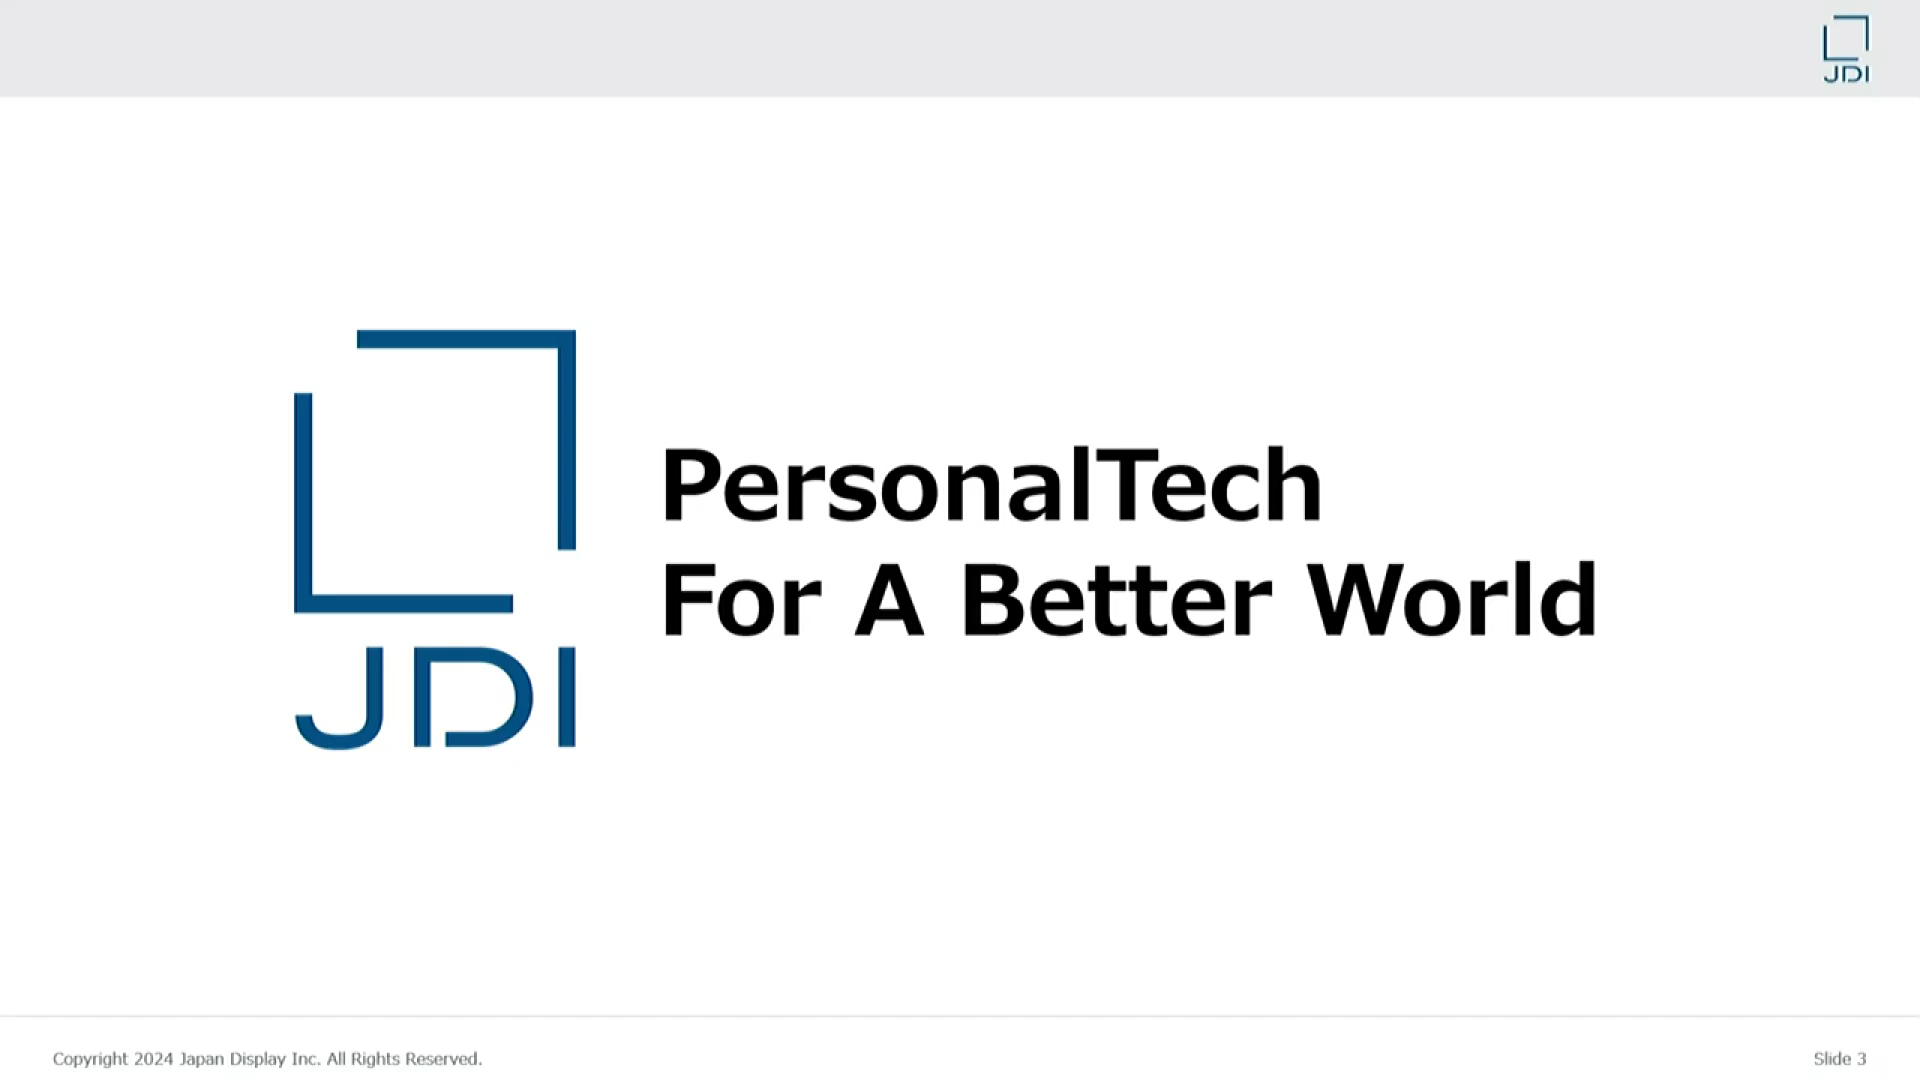 JDI
JDI
PersonalTech
For A Better World
Copyright 2024 Japan Display Inc. All Rights Reserved.
Slide 3